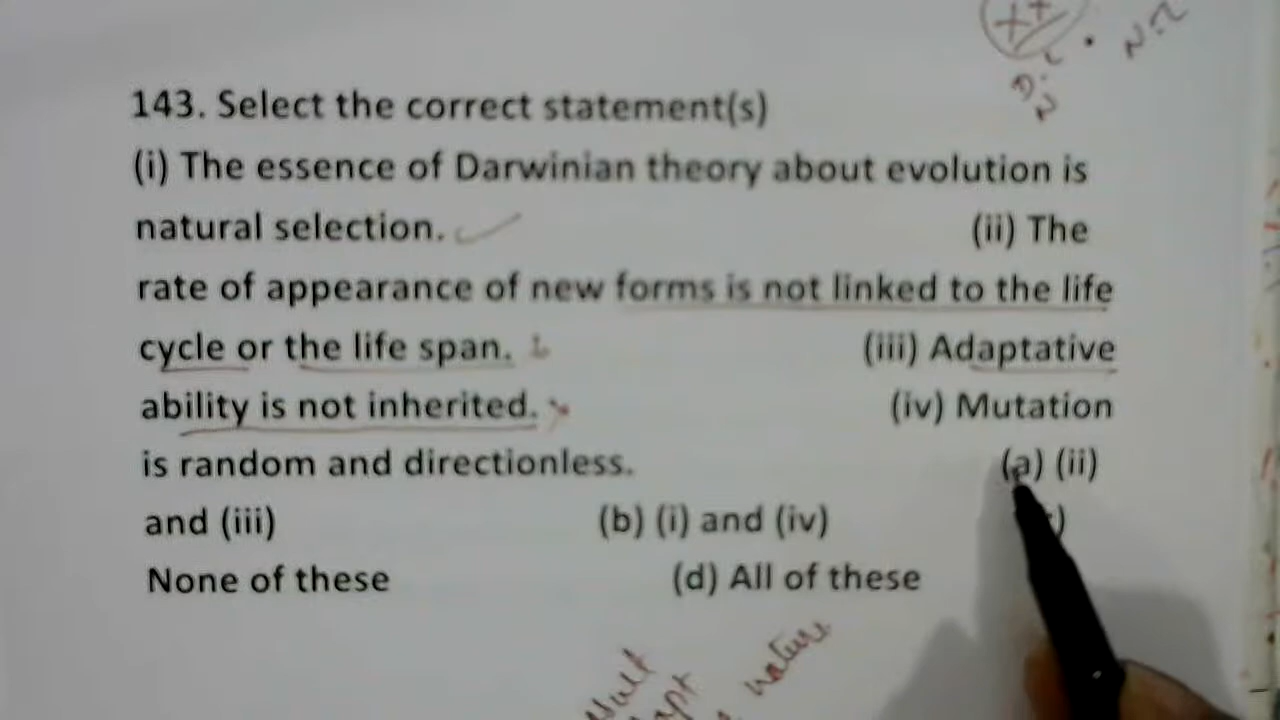 143. Select the correct statement(s)
(i) The essence of Darwinian theory about evolution is
natural selection. (ii) The
rate of appearance of new forms is not linked to the life
cycle or the life span. (iii) Adaptative
ability is not inherited. (iv) Mutation
is random and directionless. (a) (ii)
and (iii) (b) (i) and (iv)
None of these (d) All of these
nature